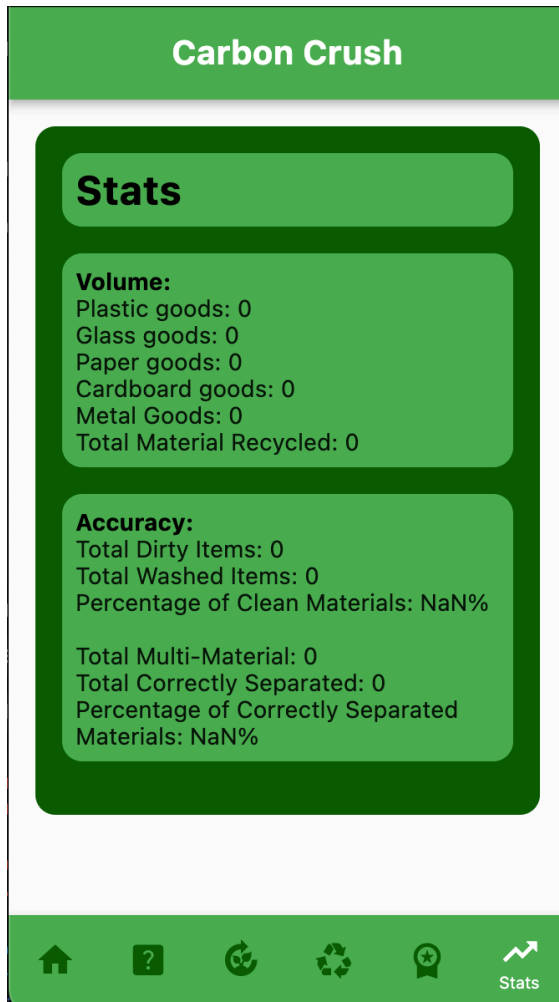 Carbon Crush
Stats
Volume:
Plastic goods: 0
Glass goods: 0
Paper goods: 0
Cardboard goods: 0
Metal Goods: 0
Total Material Recycled: 0
Accuracy:
Total Dirty Items: 0
Total Washed Items: 0
Percentage of Clean Materials: NaN%
Total Multi-Material: 0
Total Correctly Separated: 0
Percentage of Correctly Separated
Materials: NaN%
?
Stats